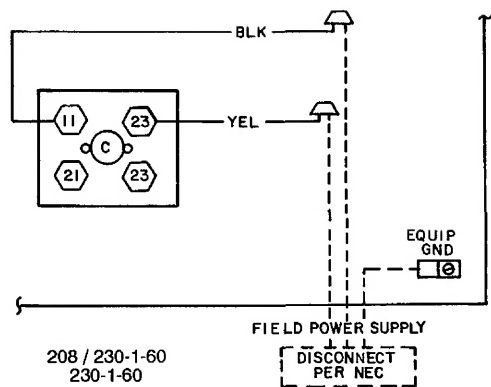 BLK
11
23
YEL
C
21
23
EQUIP
GND
FIELD POWER SUPPLY
DISCONNECT
PER NEC
208 / 230-1-60
230-1-60